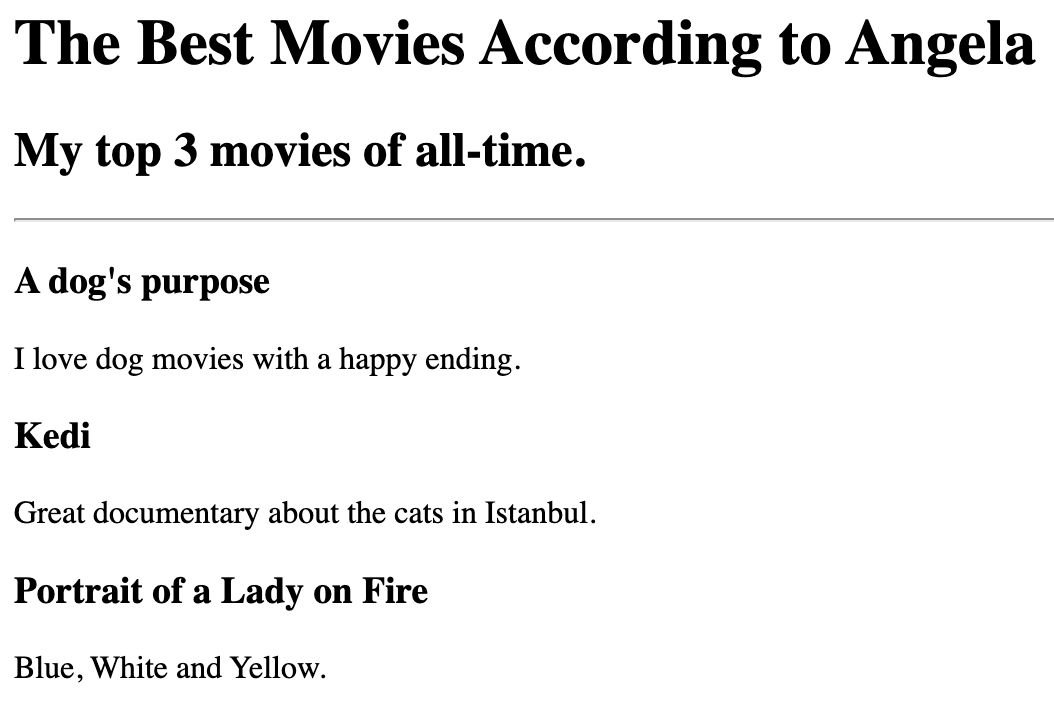 The Best Movies According to Angela
My top 3 movies of all-time.
A dog's purpose
I love dog movies with a happy ending.
Kedi
Great documentary about the cats in Istanbul.
Portrait of a Lady on Fire
Blue, White and Yellow.